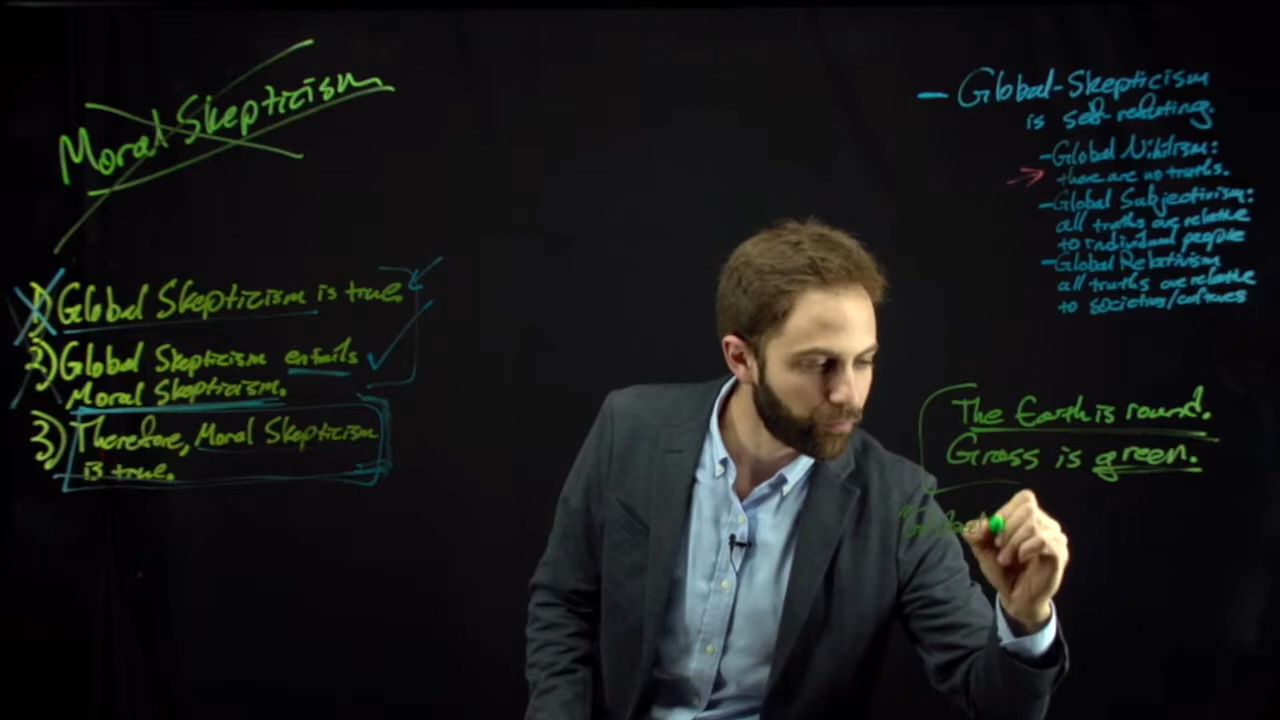 Moral Skepticism
1) Global Skepticism is true.
2) Global Skepticism entails
Moral Skepticism.
3) Therefore, Moral Skepticism
is true.
- Global-Skepticism
is self-refuting.
- Global Nihilism:
there are no truths.
- Global Subjectivism:
all truths are relative
to individual people
- Global Relativism
all truths are relative
to societies/cultures
The Earth is round.
Grass is green.